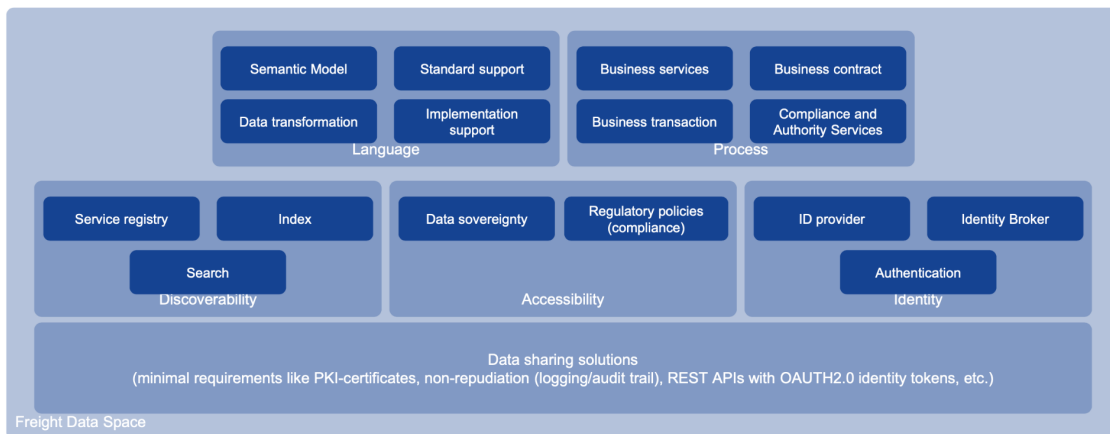 Semantic Model
Standard support
Data transformation
Implementation
support
Language
Business services
Business contract
Business transaction
Compliance and
Authority Services
Process
Service registry
Index
Search
Discoverability
Data sovereignty
Regulatory policies
(compliance)
Accessibility
ID provider
Identity Broker
Authentication
Identity
Data sharing solutions
(minimal requirements like PKI-certificates, non-repudiation (logging/audit trail), REST APIs with OAUTH2.0 identity tokens, etc.)
Freight Data Space